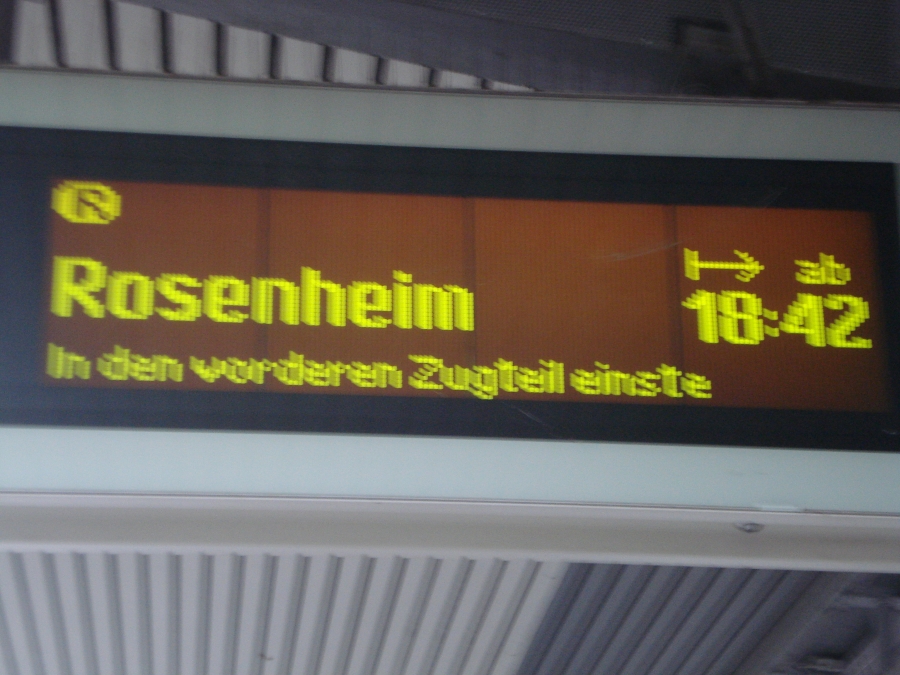 R
Rosenheim
ab
18:42
In den vorderen Zugteil einste